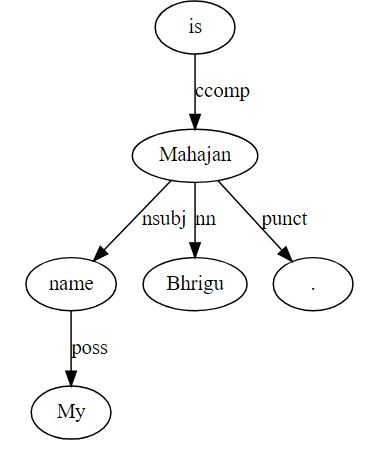 is
ccomp
Mahajan
nsubj nn punct
name Bhrigu .
poss
My